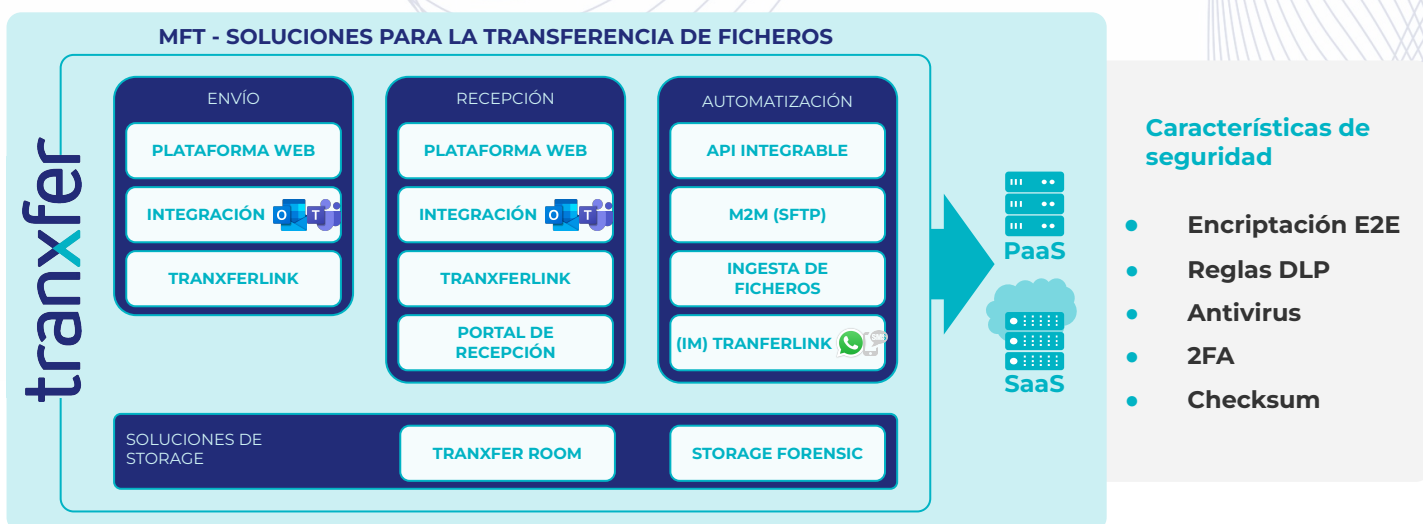 MFT - SOLUCIONES PARA LA TRANSFERENCIA DE FICHEROS
tranxfer
ENVÍO
PLATAFORMA WEB
INTEGRACIÓN
TRANXFERLINK
RECEPCIÓN
PLATAFORMA WEB
INTEGRACIÓN
TRANXFERLINK
PORTAL DE
RECEPCIÓN
AUTOMATIZACIÓN
API INTEGRABLE
M2M (SFTP)
INGESTA DE
FICHEROS
(IM) TRANFERLINK
SOLUCIONES DE
STORAGE
TRANXFER ROOM
STORAGE FORENSIC
PaaS
SaaS
Características de
seguridad
● Encriptación E2E
● Reglas DLP
● Antivirus
● 2FA
● Checksum